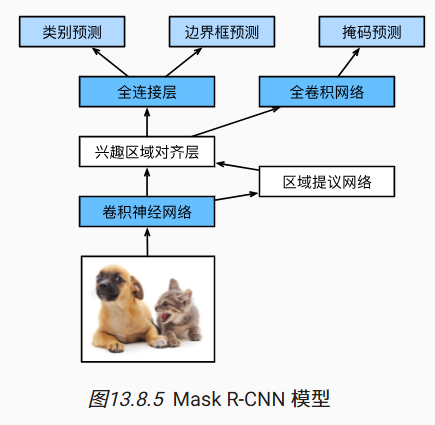 类别预测
边界框预测
掩码预测
全连接层
全卷积网络
兴趣区域对齐层
区域提议网络
卷积神经网络
图13.8.5 Mask R-CNN 模型